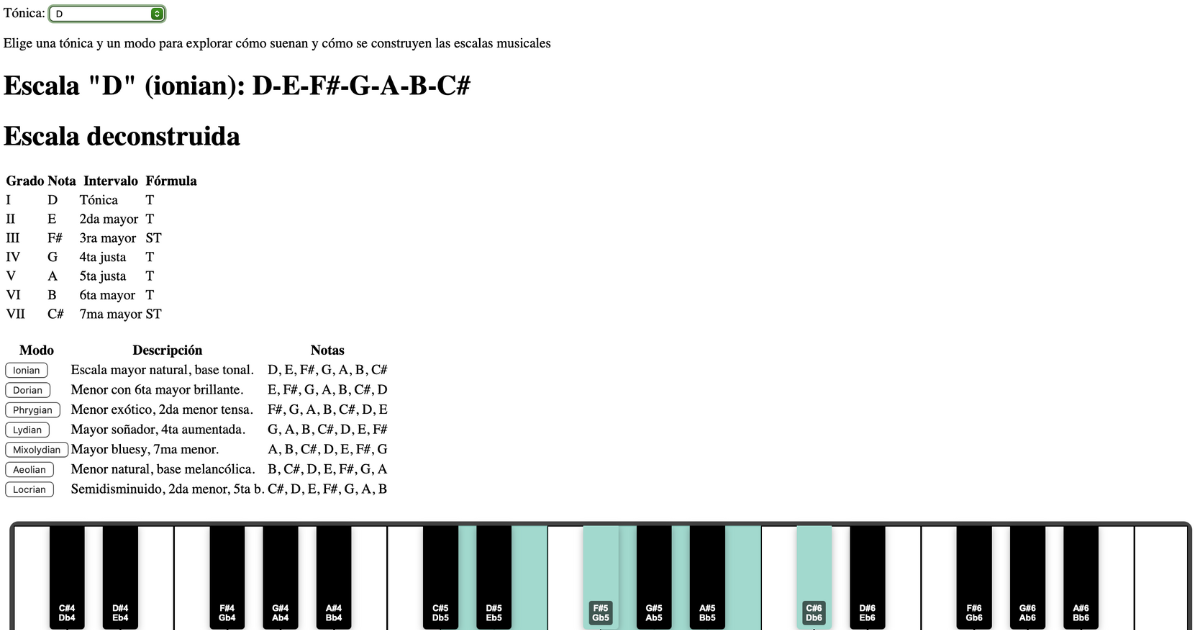 Tónica: D
Elige una tónica y un modo para explorar cómo suenan y cómo se construyen las escalas musicales
Escala "D" (ionian): D-E-F#-G-A-B-C#
Escala deconstruida
Grado Nota Intervalo Fórmula
I D Tónica T
II E 2da mayor T
III F# 3ra mayor ST
IV G 4ta justa T
V A 5ta justa T
VI B 6ta mayor T
VII C# 7ma mayor ST
Modo Descripción Notas
Ionian Escala mayor natural, base tonal. D, E, F#, G, A, B, C#
Dorian Menor con 6ta mayor brillante. E, F#, G, A, B, C#, D
Phrygian Menor exótico, 2da menor tensa. F#, G, A, B, C#, D, E
Lydian Mayor soñador, 4ta aumentada. G, A, B, C#, D, E, F#
Mixolydian Mayor bluesy, 7ma menor. A, B, C#, D, E, F#, G
Aeolian Menor natural, base melancólica. B, C#, D, E, F#, G, A
Locrian Semidisminuido, 2da menor, 5ta b. C#, D, E, F#, G, A, B
C#4 D#4 F#4 G#4 A#4 C#5 D#5 F#5 G#5 A#5 C#6 D#6 F#6 G#6 A#6
Db4 Eb4 Gb4 Ab4 Bb4 Db5 Eb5 Gb5 Ab5 Bb5 Db6 Eb6 Gb6 Ab6 Bb6